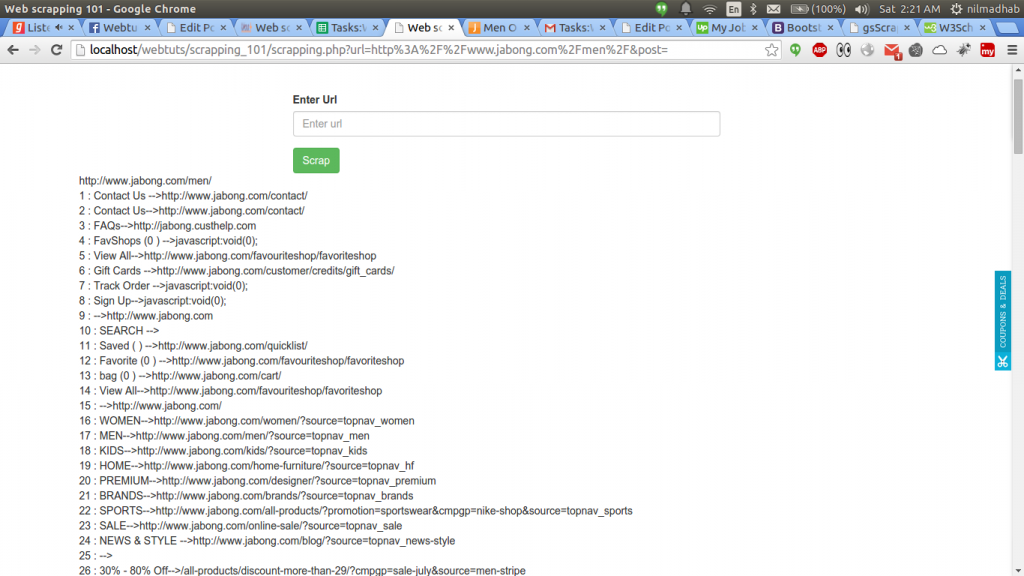 Web scrapping 101 - Google Chrome
En (100%) Sat 2:21 AM nilmadhab
Liste Webtu Edit Po Web sc Tasks: Web sc Men O Tasks: Edit Po My Job Bootst gsScra W3Sch
localhost/webtuts/scrapping_101/scrapping.php?url=http%3A%2F%2Fwww.jabong.com%2Fmen%2F&post=
ABP 1 my
Enter Url
Enter url
Scrap
http://www.jabong.com/men/
1 : Contact Us -->http://www.jabong.com/contact/
2 : Contact Us-->http://www.jabong.com/contact/
3 : FAQs-->http://jabong.custhelp.com
4 : FavShops (0 ) -->javascript:void(0);
5 : View All-->http://www.jabong.com/favouriteshop/favoriteshop
6 : Gift Cards -->http://www.jabong.com/customer/credits/gift_cards/
7 : Track Order -->javascript:void(0);
8 : Sign Up-->javascript:void(0);
9 : -->http://www.jabong.com
10 : SEARCH -->
11 : Saved ( ) -->http://www.jabong.com/quicklist/
12 : Favorite (0 ) -->http://www.jabong.com/favouriteshop/favoriteshop
13 : bag (0 ) -->http://www.jabong.com/cart/
14 : View All-->http://www.jabong.com/favouriteshop/favoriteshop
15 : -->http://www.jabong.com/
16 : WOMEN-->http://www.jabong.com/women/?source=topnav_women
17 : MEN-->http://www.jabong.com/men/?source=topnav_men
18 : KIDS-->http://www.jabong.com/kids/?source=topnav_kids
19 : HOME-->http://www.jabong.com/home-furniture/?source=topnav_hf
20 : PREMIUM-->http://www.jabong.com/designer/?source=topnav_premium
21 : BRANDS-->http://www.jabong.com/brands/?source=topnav_brands
22 : SPORTS-->http://www.jabong.com/all-products/?promotion=sportswear&cmpgp=nike-shop&source=topnav_sports
23 : SALE-->http://www.jabong.com/online-sale/?source=topnav_sale
24 : NEWS & STYLE -->http://www.jabong.com/blog/?source=topnav_news-style
25 : -->
26 : 30% - 80% Off-->/all-products/discount-more-than-29/?cmpgp=sale-july&source=men-stripe
COUPONS & DEALS